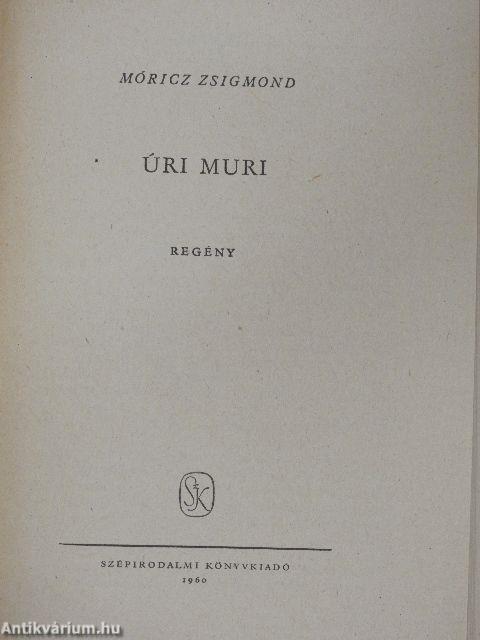 MÓRICZ ZSIGMOND
ÚRI MURI
REGÉNY
SzK
SZÉPIRODALMI KÖNYVKIADÓ
1960
Antikvárium.hu